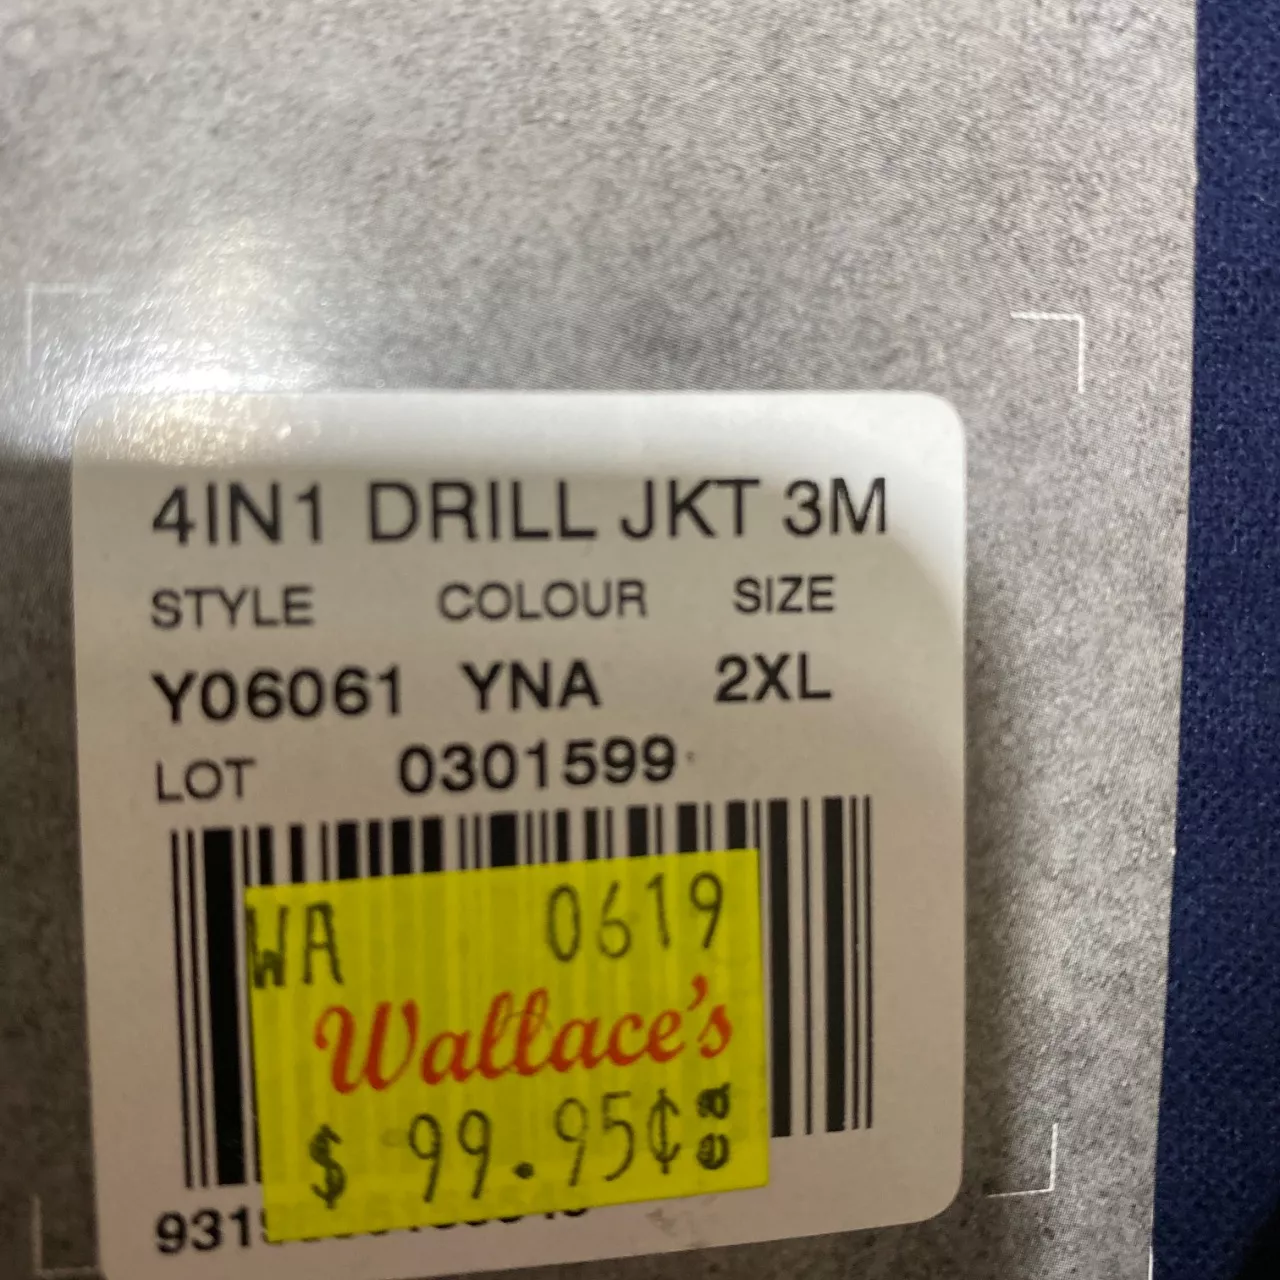 4IN1 DRILL JKT 3M
STYLE COLOUR SIZE
Y06061 YNA 2XL
LOT 0301599
WA 0619
Wallace's
$ 99.95¢